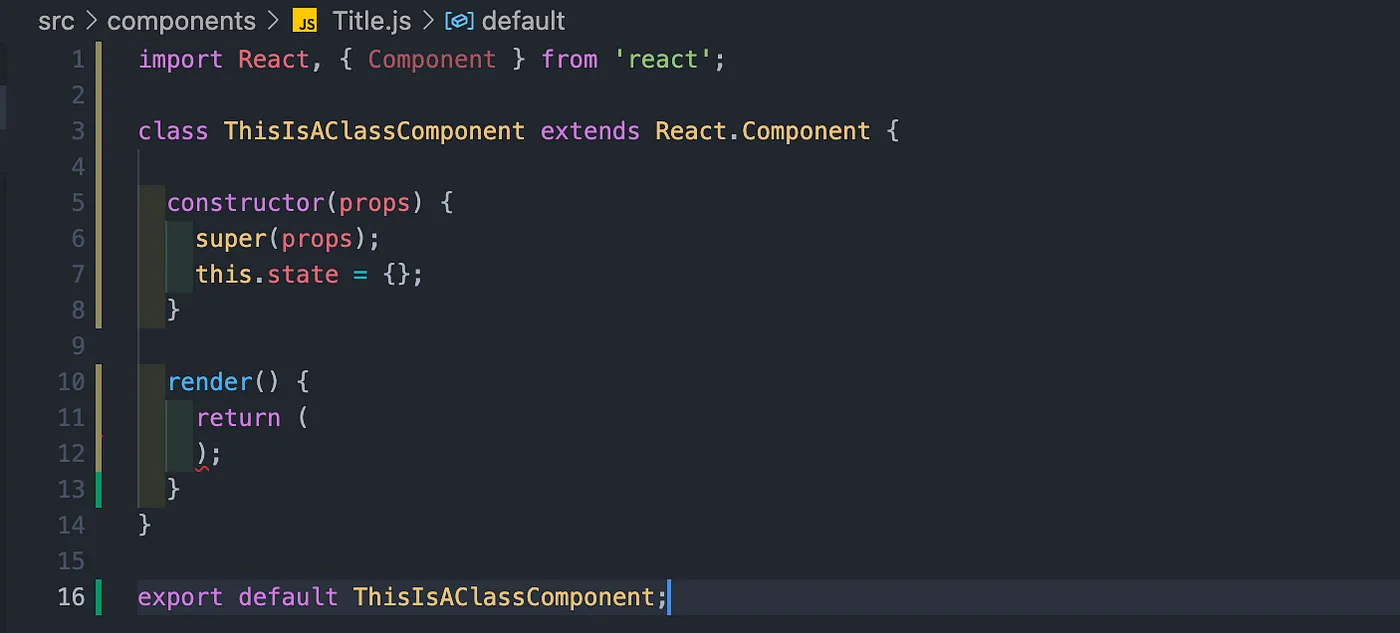 src > components > JS Title.js > default
1 import React, { Component } from 'react';
2
3 class ThisIsAClassComponent extends React.Component {
4
5 constructor(props) {
6 super(props);
7 this.state = {};
8 }
9
10 render() {
11 return (
12 );
13 }
14 }
15
16 export default ThisIsAClassComponent;